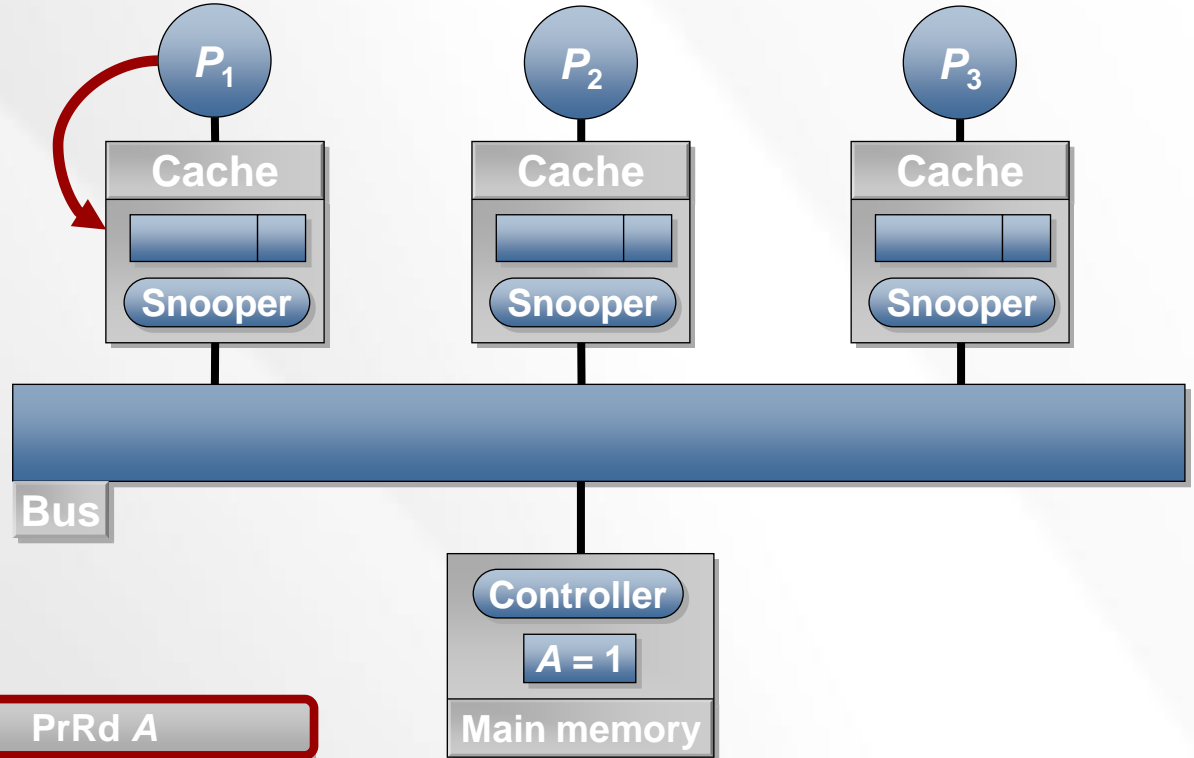 P1 P2 P3
Cache Cache Cache
Snooper Snooper Snooper
Bus
Controller
A = 1
PrRd A
Main memory